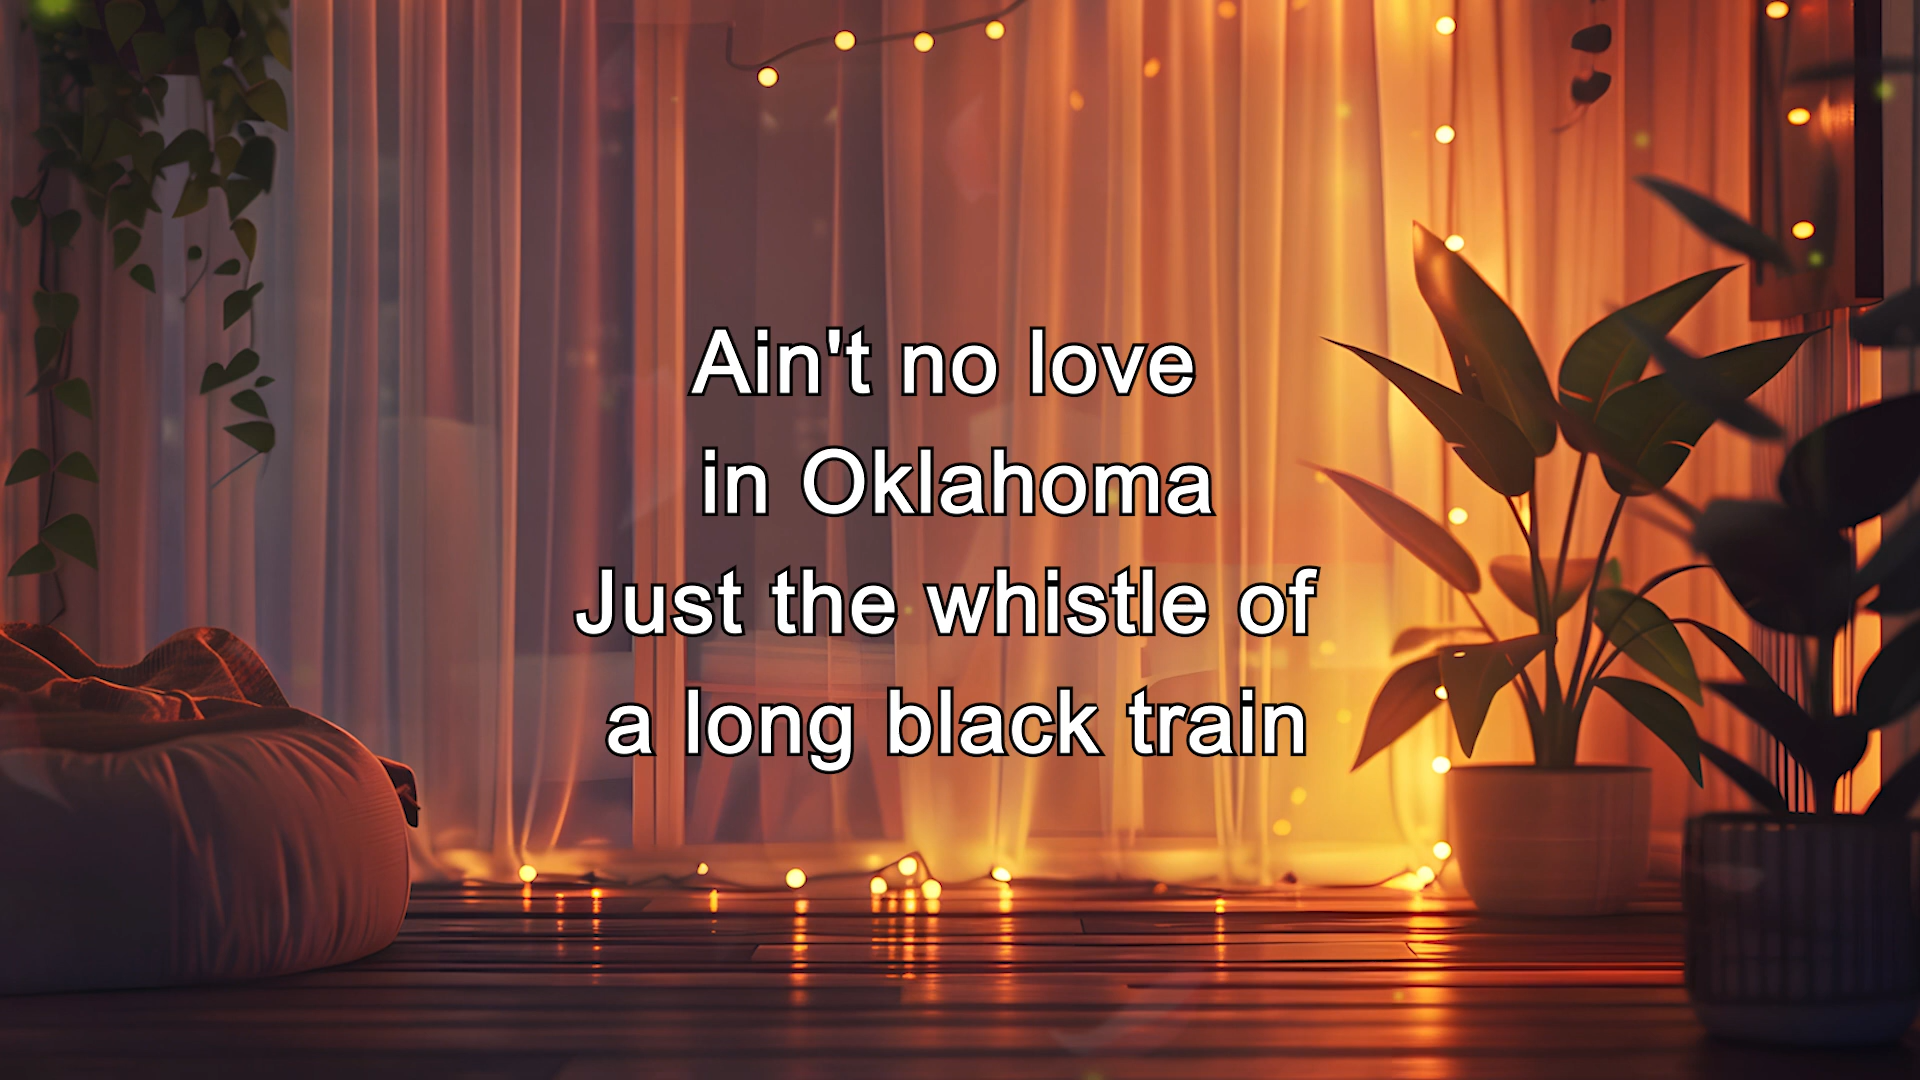 Ain't no love
in Oklahoma
Just the whistle of
a long black train